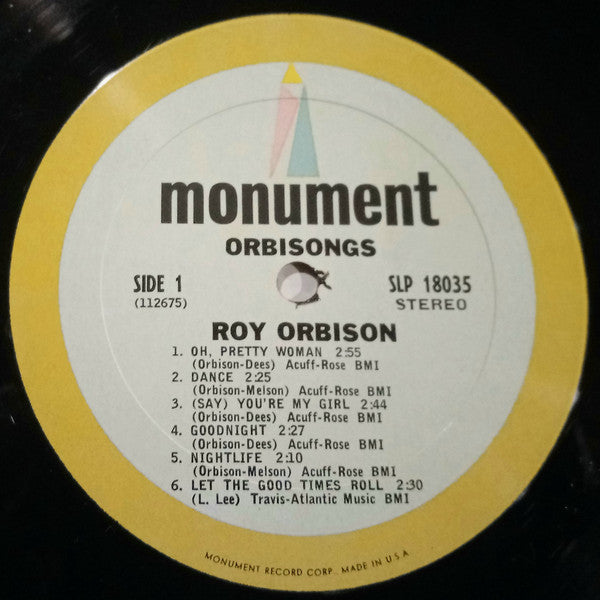 monument
ORBISONGS
SIDE 1
(112675)
SLP 18035
STEREO
ROY ORBISON
1. OH, PRETTY WOMAN 2:55
(Orbison-Dees) Acuff-Rose BMI
2. DANCE 2:25
(Orbison-Melson) Acuff-Rose BMI
3. (SAY) YOU'RE MY GIRL 2:44
(Orbison-Dees) Acuff-Rose BMI
4. GOODNIGHT 2:27
(Orbison-Dees) Acuff-Rose BMI
5. NIGHTLIFE 2:10
(Orbison-Melson) Acuff-Rose BMI
6. LET THE GOOD TIMES ROLL 2:30
(L. Lee) Travis-Atlantic Music BMI
MONUMENT RECORD CORP. MADE IN U.S.A.